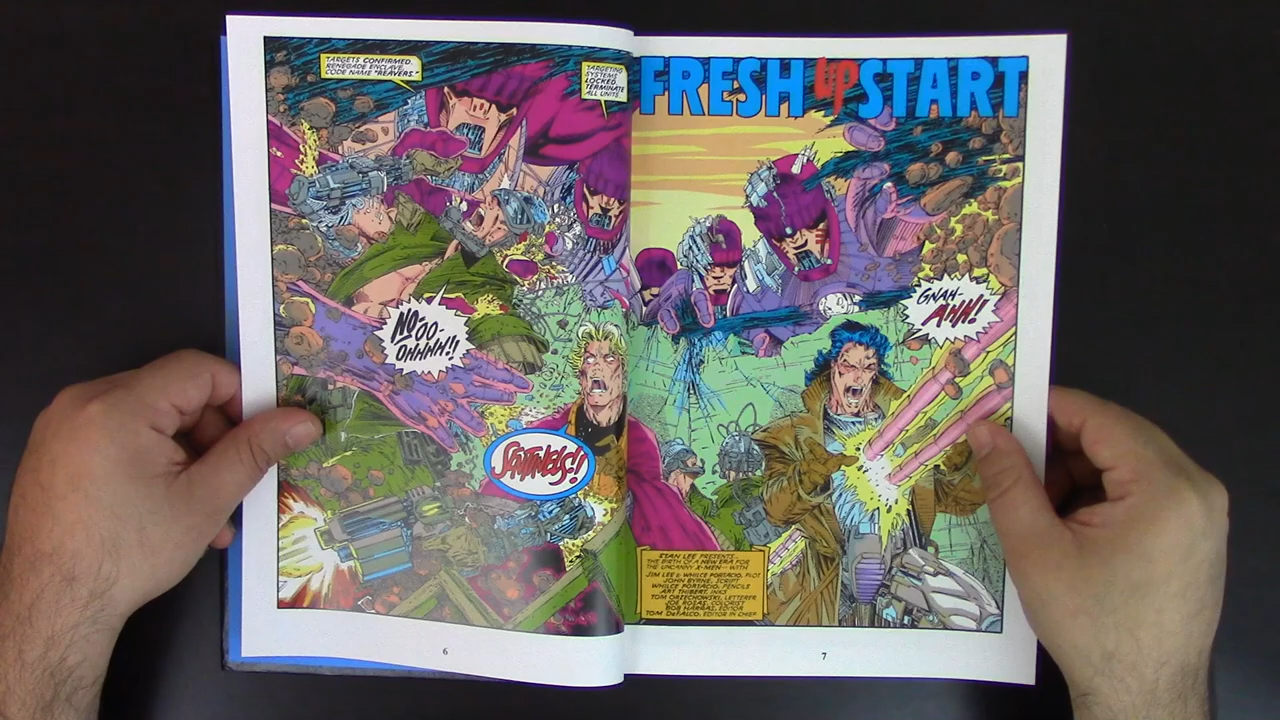 TARGETS CONFIRMED.
RENEGADE ENCLAVE,
CODE NAME "REAVERS."
TARGETING
SYSTEMS
LOCKED.
TERMINATE
ALL UNITS.
FRESH UPSTART
NO-
OO-
OHHHH!!
GNAH-
AHH!
SENTINELS!!
STAN LEE PRESENTS...
THE BIRTH OF A NEW ERA FOR
THE UNCANNY X-MEN -- WITH
JIM LEE & WHILCE PORTACIO, PLOT
JOHN BYRNE, SCRIPT
WHILCE PORTACIO, PENCILS
ART THIBERT, INKS
TOM ORZECHOWSKI, LETTERER
JOE ROSAS, COLORIST
BOB HARRAS, EDITOR
TOM DeFALCO, EDITOR IN CHIEF
6
7